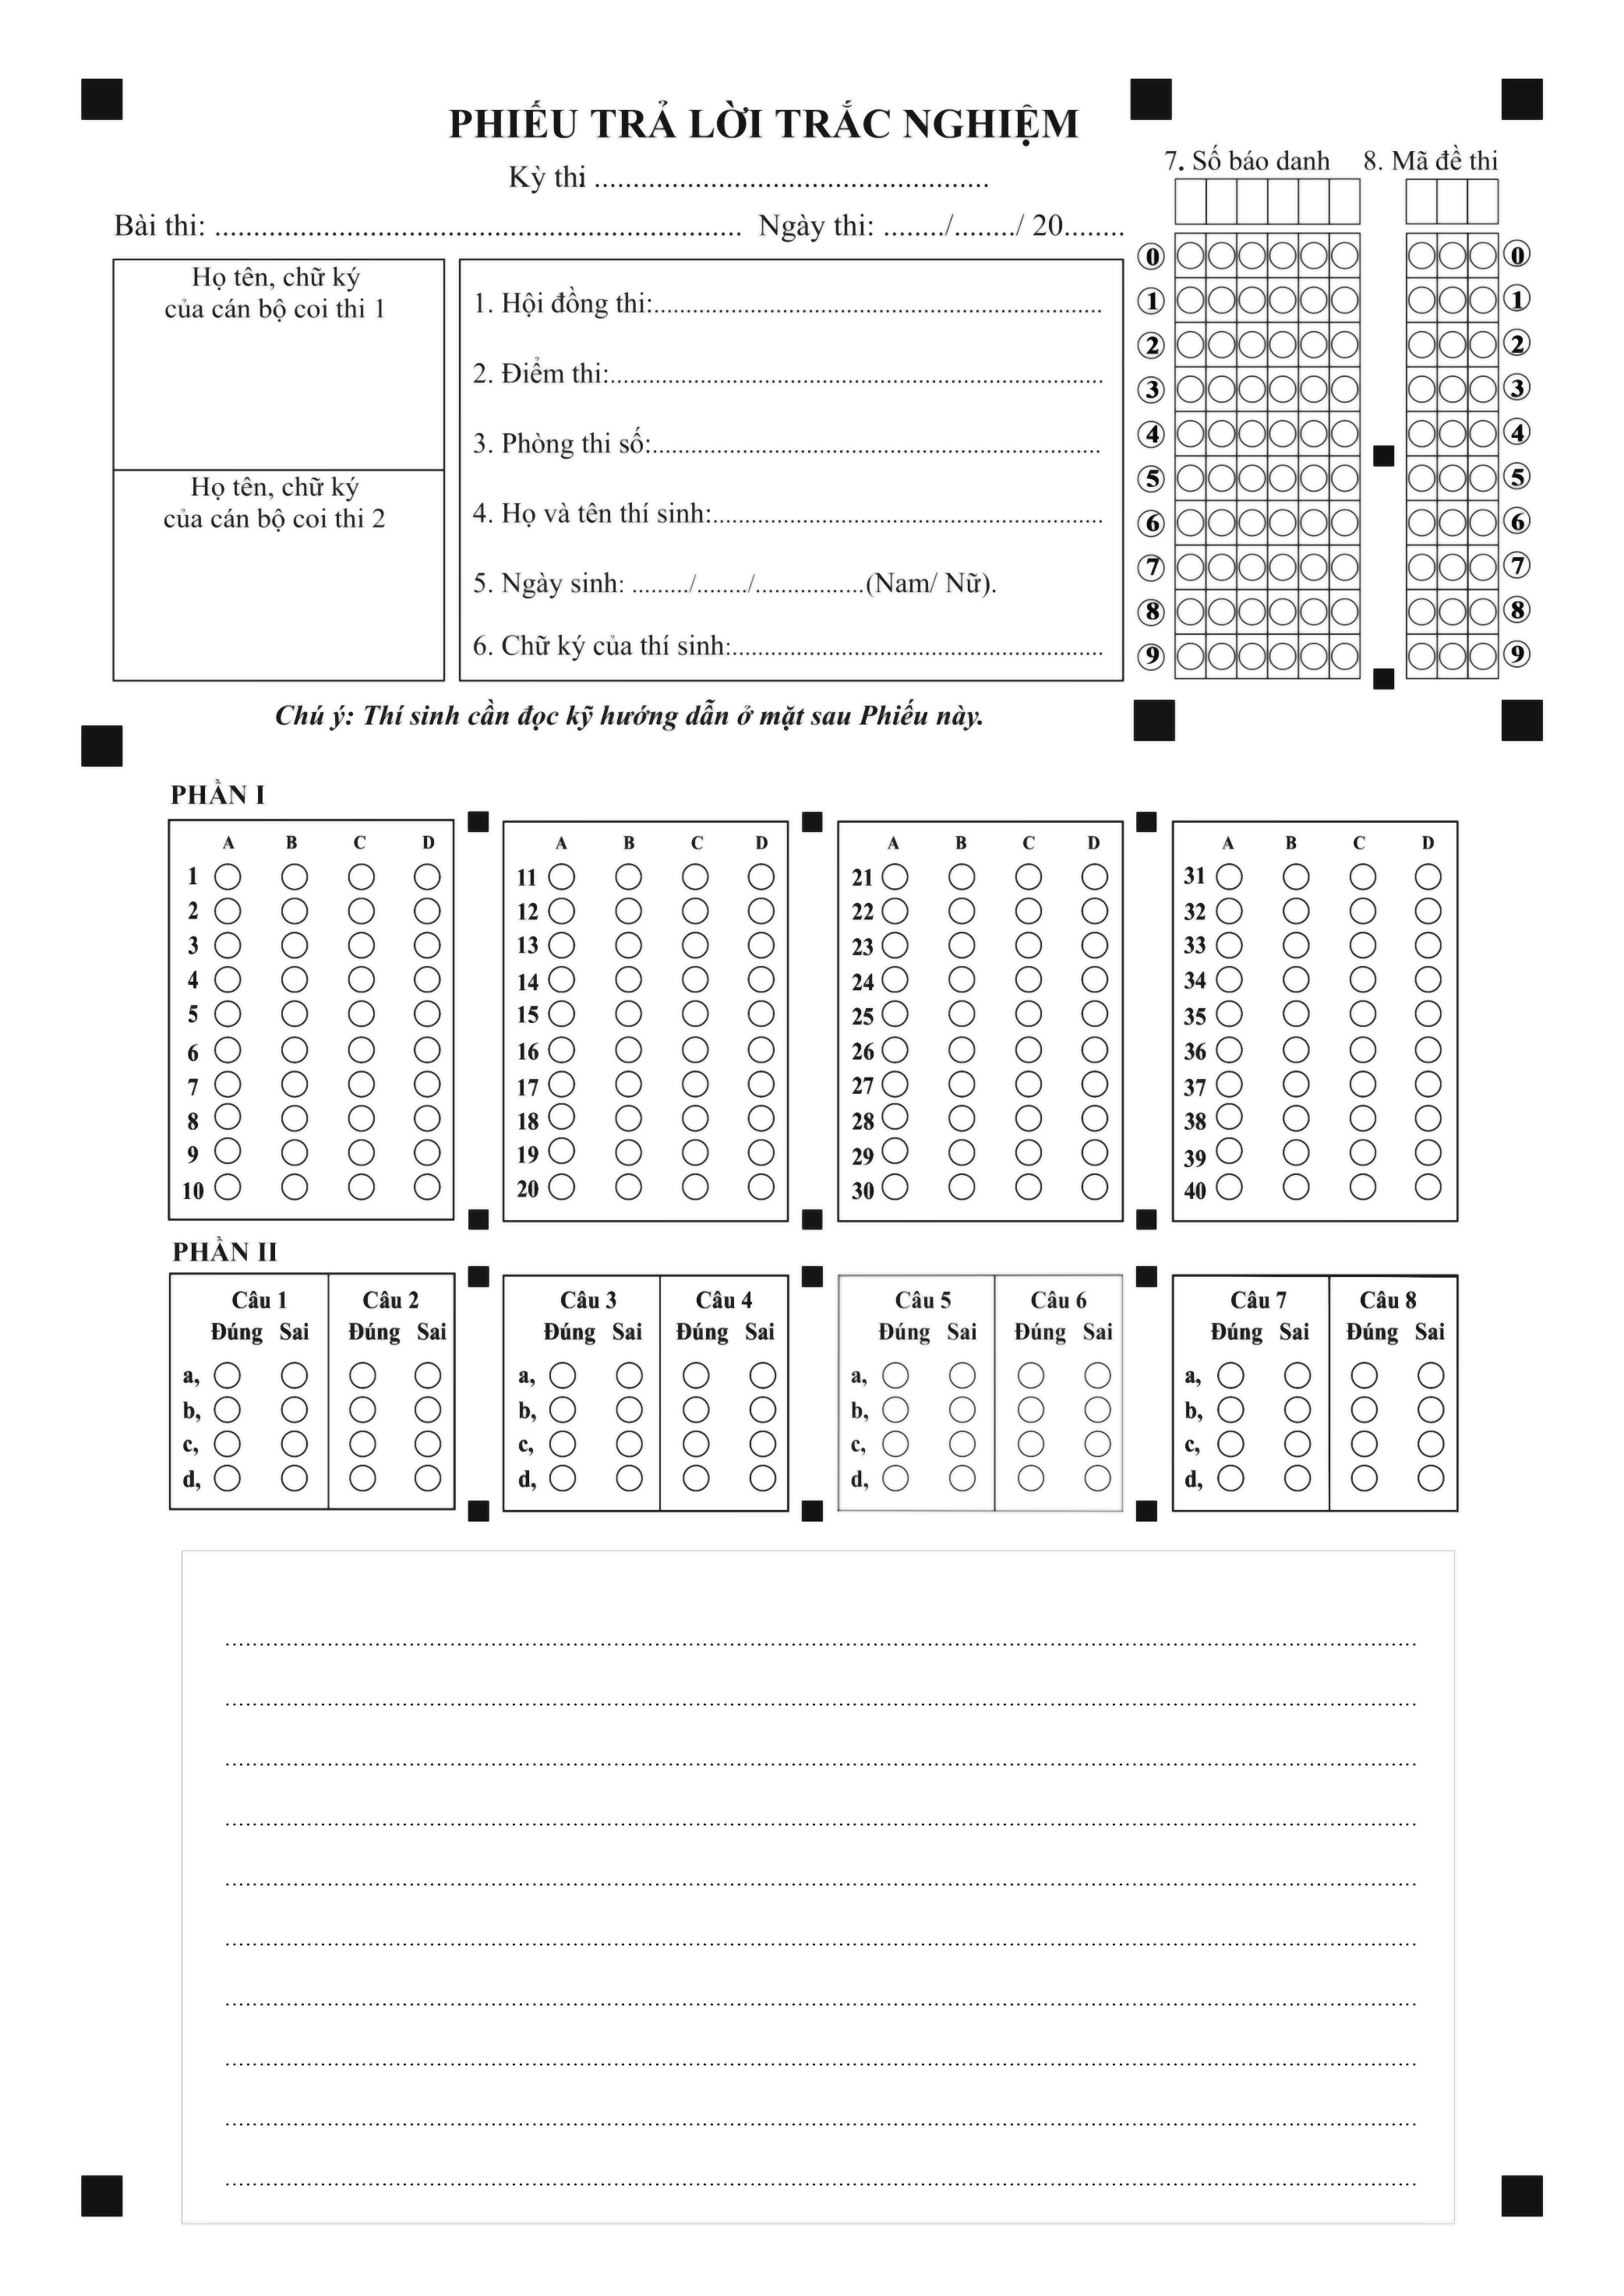 PHIẾU TRẢ LỜI TRẮC NGHIỆM
Kỳ thi ...................................................
Bài thi: .................................................................... Ngày thi: ......../......../ 20........
7. Số báo danh 8. Mã đề thi
Họ tên, chữ ký
của cán bộ coi thi 1
Họ tên, chữ ký
của cán bộ coi thi 2
1. Hội đồng thi:......................................................................
2. Điểm thi:.............................................................................
3. Phòng thi số:......................................................................
4. Họ và tên thí sinh:.............................................................
5. Ngày sinh: ........./......../.................(Nam/ Nữ).
6. Chữ ký của thí sinh:..........................................................
0 0
1 1
2 2
3 3
4 4
5 5
6 6
7 7
8 8
9 9
Chú ý: Thí sinh cần đọc kỹ hướng dẫn ở mặt sau Phiếu này.
PHẦN I
A B C D
1
2
3
4
5
6
7
8
9
10
A B C D
11
12
13
14
15
16
17
18
19
20
A B C D
21
22
23
24
25
26
27
28
29
30
A B C D
31
32
33
34
35
36
37
38
39
40
PHẦN II
Câu 1 Câu 2
Đúng Sai Đúng Sai
a,
b,
c,
d,
Câu 3 Câu 4
Đúng Sai Đúng Sai
a,
b,
c,
d,
Câu 5 Câu 6
Đúng Sai Đúng Sai
a,
b,
c,
d,
Câu 7 Câu 8
Đúng Sai Đúng Sai
a,
b,
c,
d,